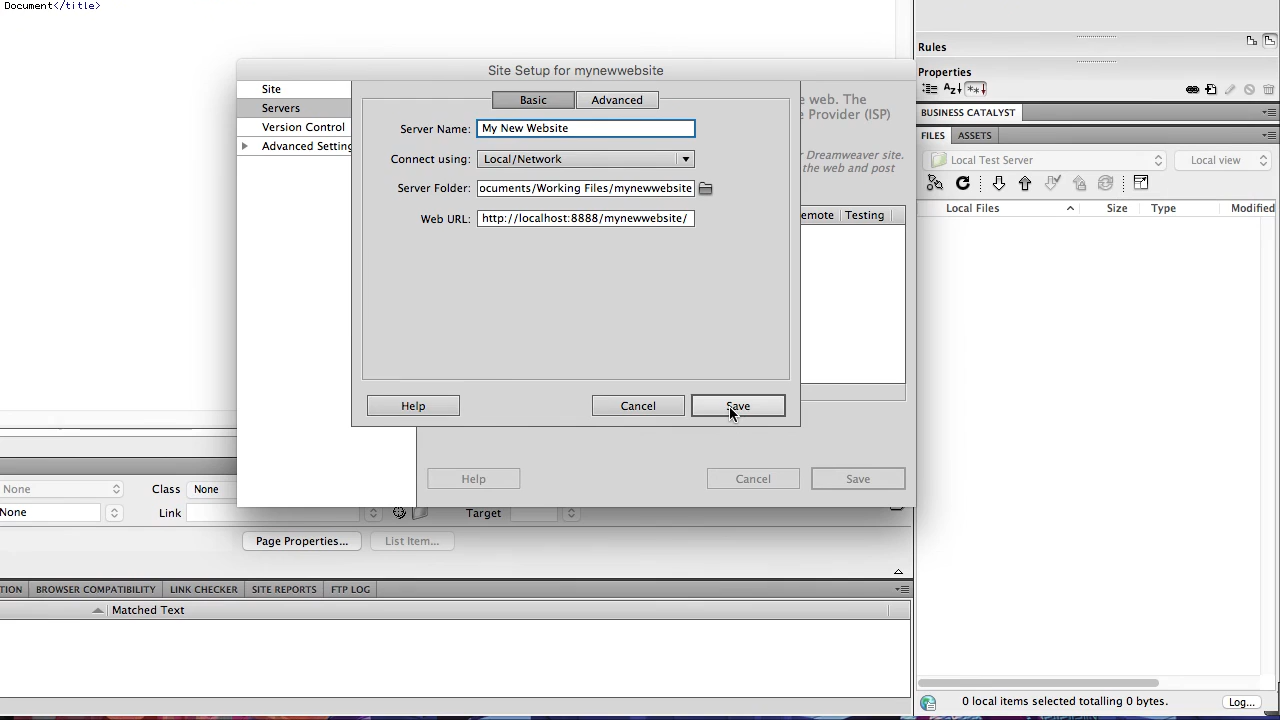 Document</title>
Site Setup for mynewwebsite
Site
Servers
Version Control
Advanced Setting
Basic
Advanced
Server Name:
My New Website
Connect using:
Local/Network
Server Folder:
ocuments/Working Files/mynewwebsite
Web URL:
http://localhost:8888/mynewwebsite/
Help
Cancel
Save
e web. The
Provider (ISP)
r Dreamweaver site.
the web and post
emote
Testing
Help
Cancel
Save
None
Class
None
None
Link
Target
Page Properties...
List Item...
TION
BROWSER COMPATIBILITY
LINK CHECKER
SITE REPORTS
FTP LOG
Matched Text
Rules
Properties
BUSINESS CATALYST
FILES
ASSETS
Local Test Server
Local view
Local Files
Size
Type
Modified
0 local items selected totalling 0 bytes.
Log...